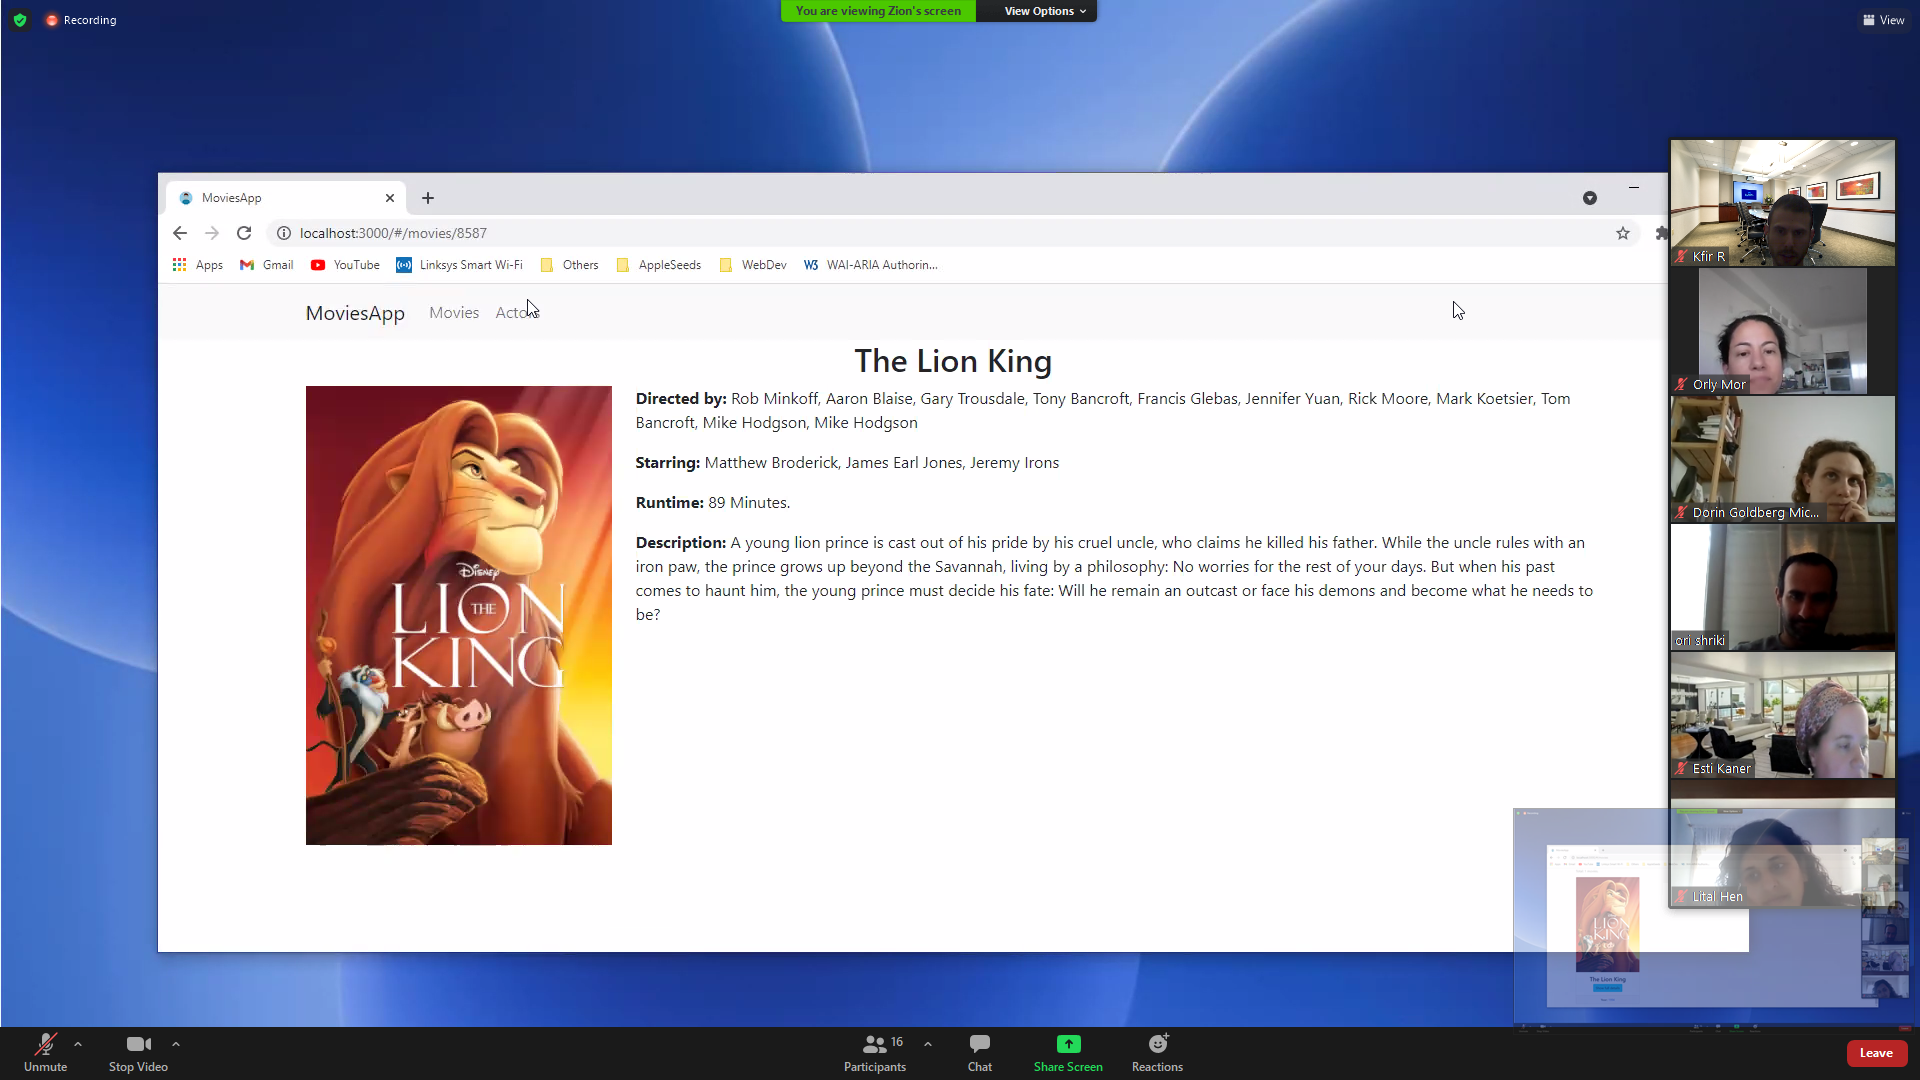 Recording
You are viewing Zion's screen
View Options
View
MoviesApp
localhost:3000/#/movies/8587
Apps
Gmail
YouTube
Linksys Smart Wi-Fi
Others
AppleSeeds
WebDev
W3
WAI-ARIA Authorin...
MoviesApp
Movies
Actors
The Lion King
Directed by: Rob Minkoff, Aaron Blaise, Gary Trousdale, Tony Bancroft, Francis Glebas, Jennifer Yuan, Rick Moore, Mark Koetsier, Tom
Bancroft, Mike Hodgson, Mike Hodgson
Starring: Matthew Broderick, James Earl Jones, Jeremy Irons
Runtime: 89 Minutes.
Description: A young lion prince is cast out of his pride by his cruel uncle, who claims he killed his father. While the uncle rules with an
iron paw, the prince grows up beyond the Savannah, living by a philosophy: No worries for the rest of your days. But when his past
comes to haunt him, the young prince must decide his fate: Will he remain an outcast or face his demons and become what he needs to
be?
Disney
THE
LION
KING
Kfir R
Orly Mor
Dorin Goldberg Mic...
ori shriki
Esti Kaner
Lital Hen
LION
KING
The Lion King
Unmute
Stop Video
16
Participants
Chat
Share Screen
Reactions
Leave